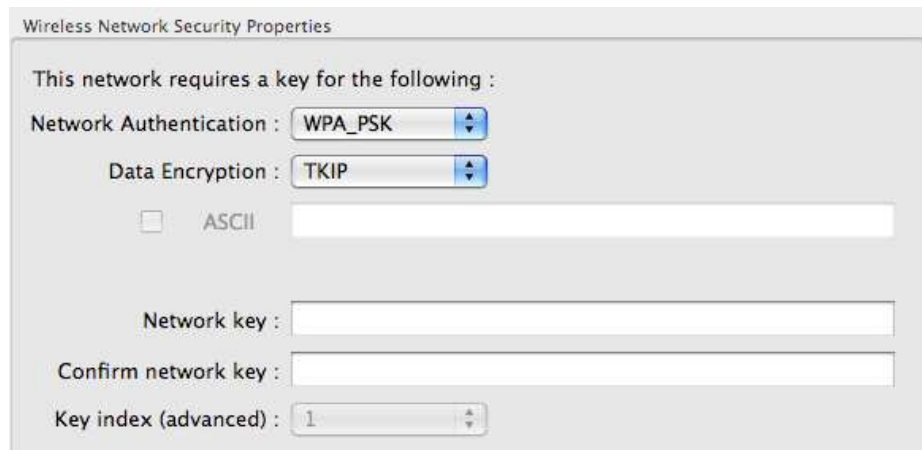 Wireless Network Security Properties
This network requires a key for the following :
Network Authentication : WPA_PSK
Data Encryption : TKIP
ASCII
Network key :
Confirm network key :
Key index (advanced) : 1